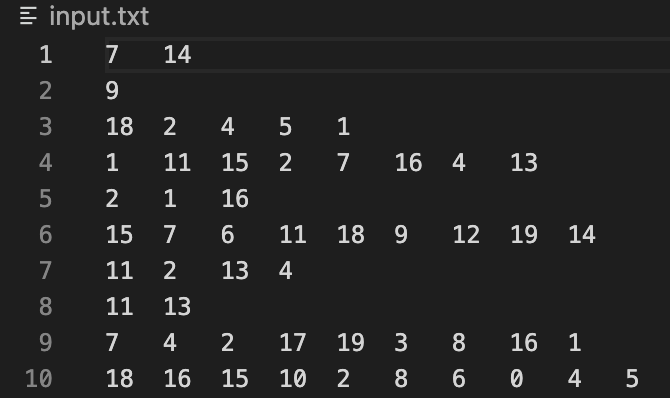 input.txt
1 7 14
2 9
3 18 2 4 5 1
4 1 11 15 2 7 16 4 13
5 2 1 16
6 15 7 6 11 18 9 12 19 14
7 11 2 13 4
8 11 13
9 7 4 2 17 19 3 8 16 1
10 18 16 15 10 2 8 6 0 4 5